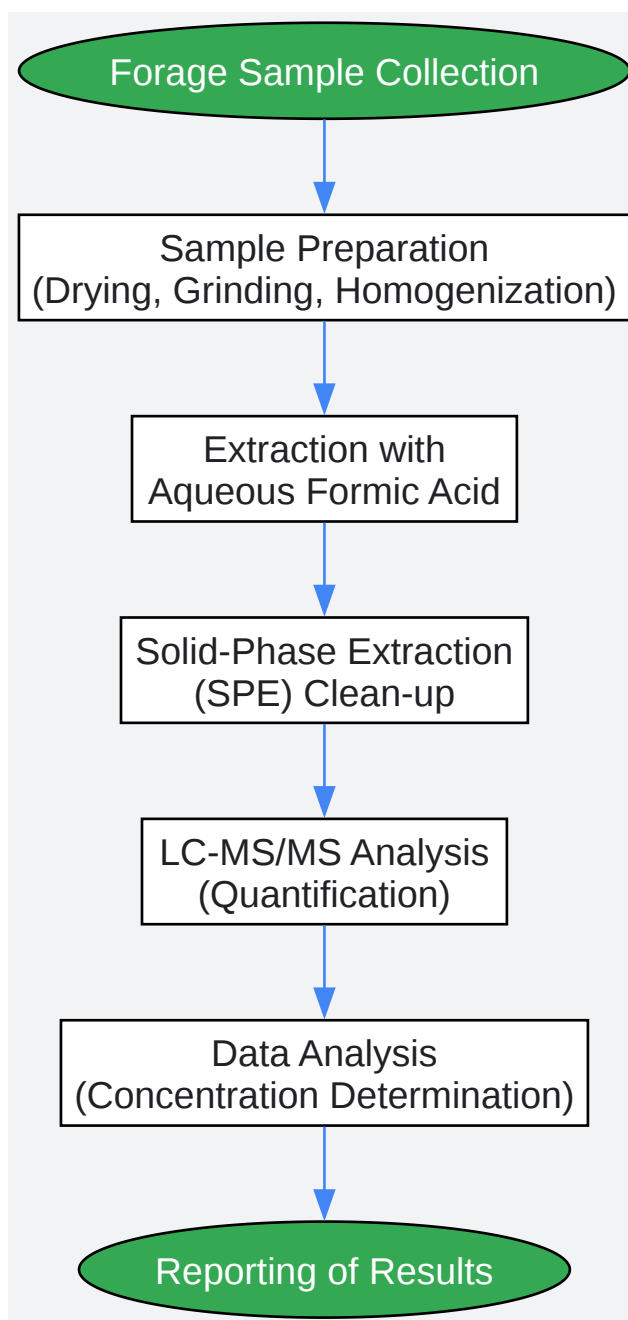 Forage Sample Collection
Sample Preparation
(Drying, Grinding, Homogenization)
Extraction with
Aqueous Formic Acid
Solid-Phase Extraction
(SPE) Clean-up
LC-MS/MS Analysis
(Quantification)
Data Analysis
(Concentration Determination)
Reporting of Results